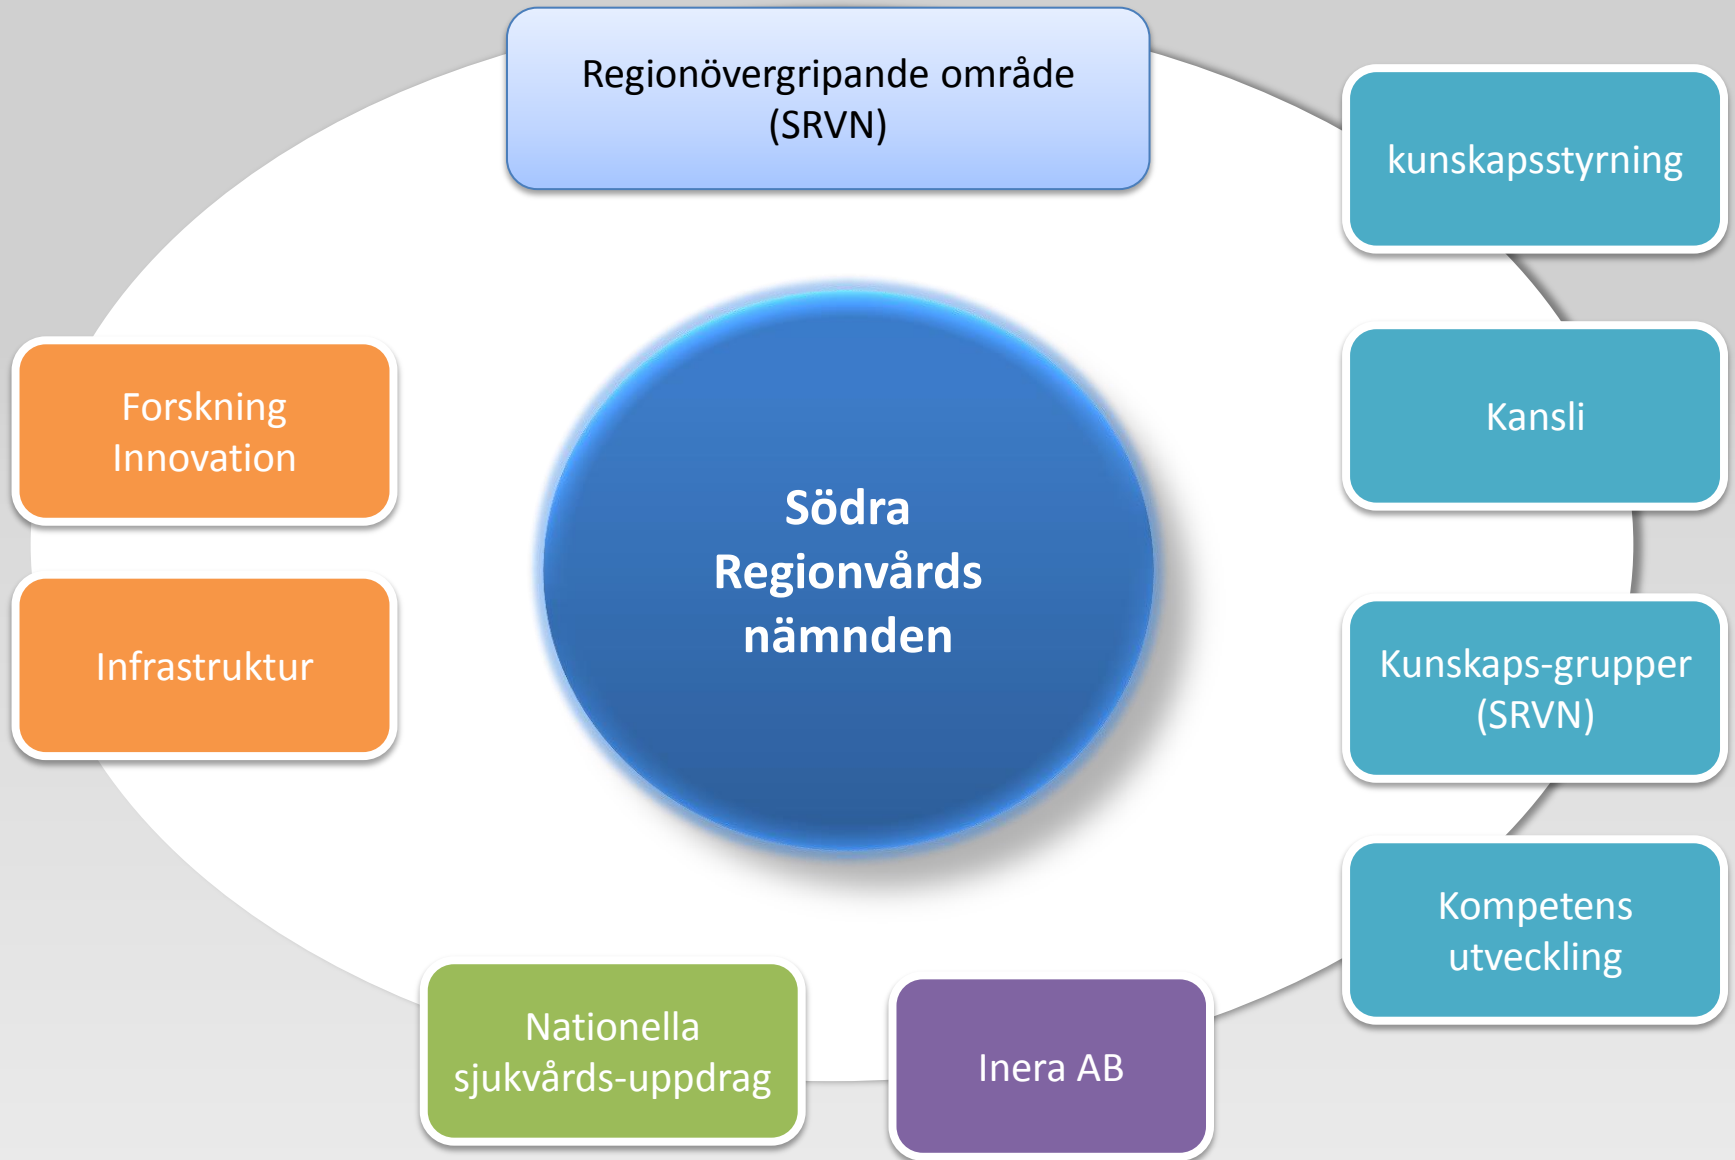 Regionövergripande område
(SRVN)
kunskapsstyrning
Forskning
Innovation
Kansli
Södra
Regionvårds
nämnden
Infrastruktur
Kunskaps-grupper
(SRVN)
Kompetens
utveckling
Nationella
sjukvårds-uppdrag
Inera AB